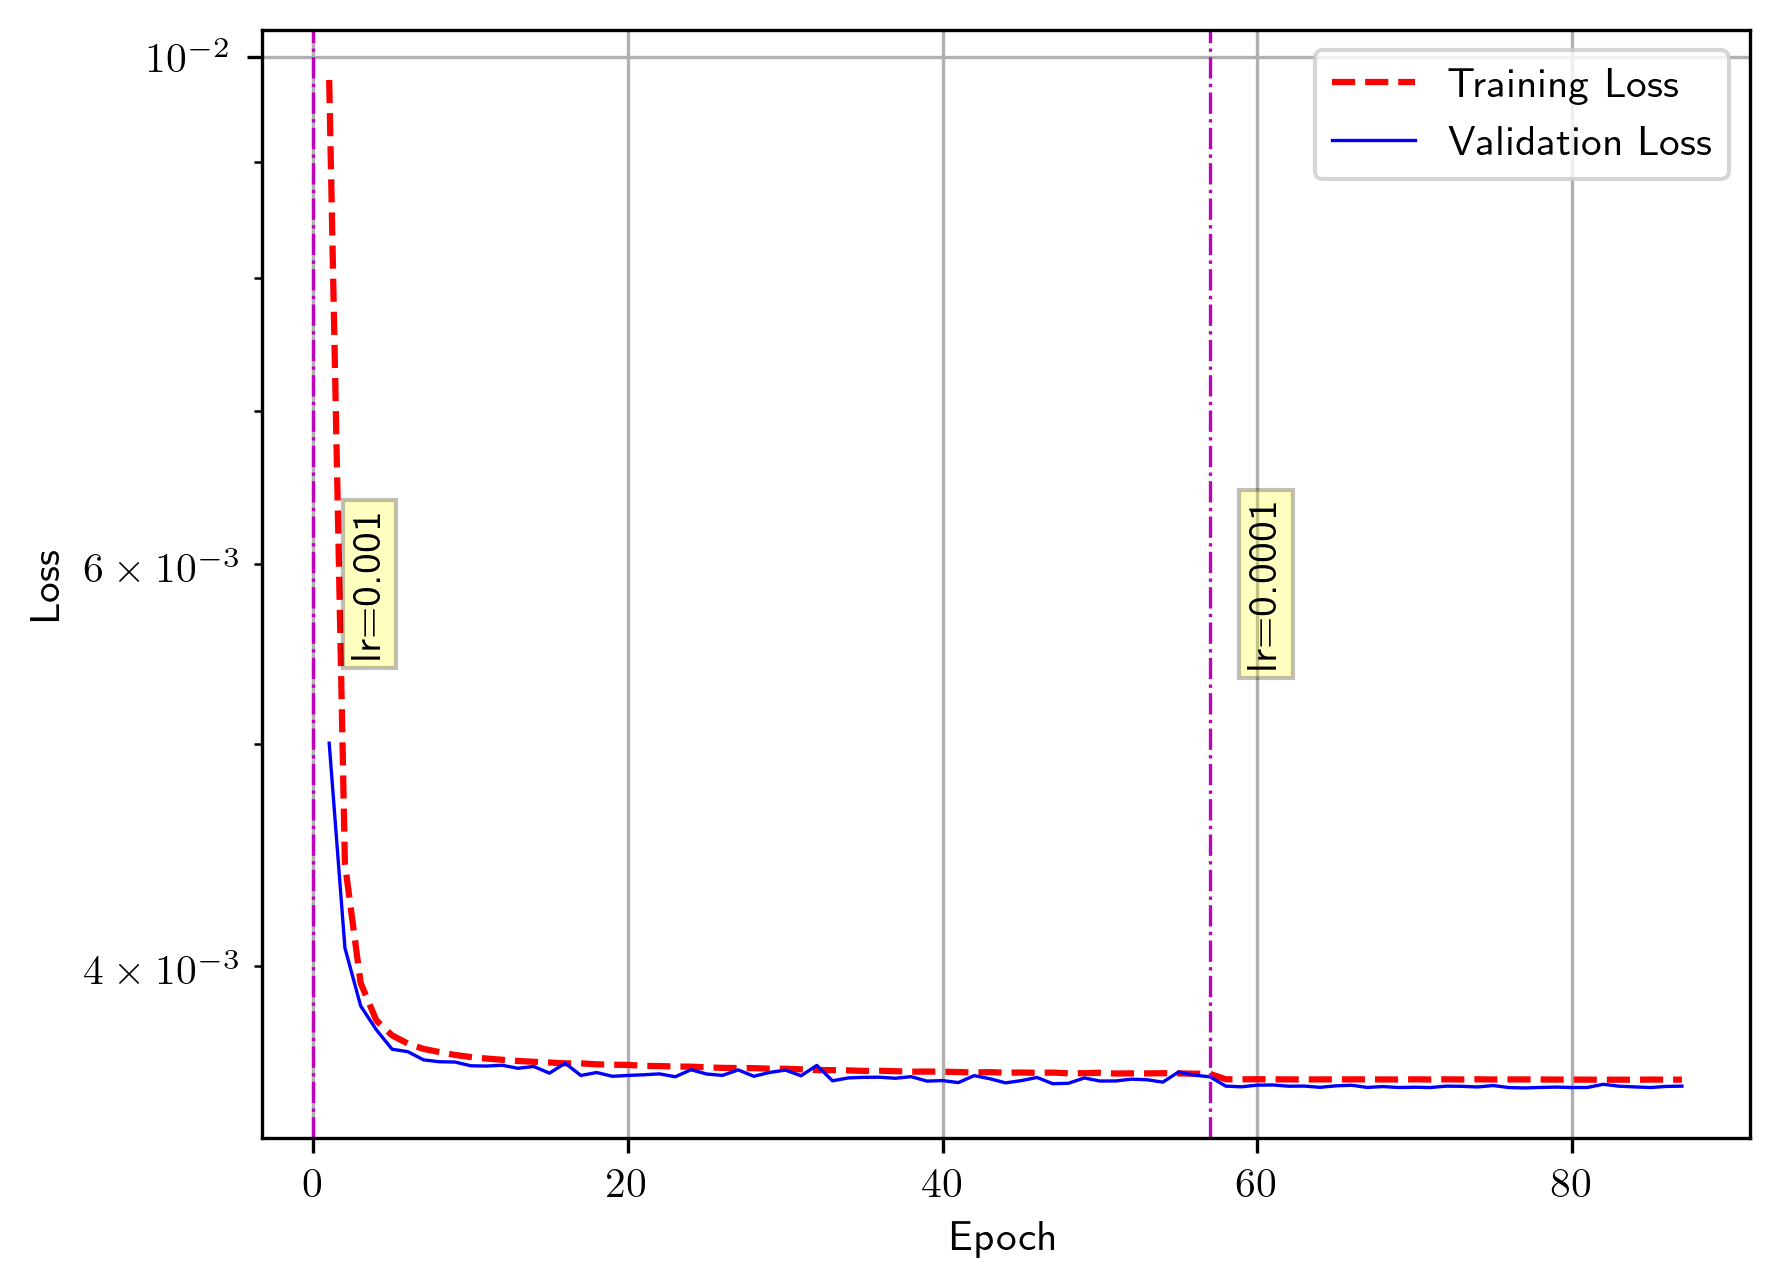 10⁻²
6 × 10⁻³
4 × 10⁻³
Loss
Training Loss
Validation Loss
lr=0.001
lr=0.0001
0 20 40 60 80
Epoch